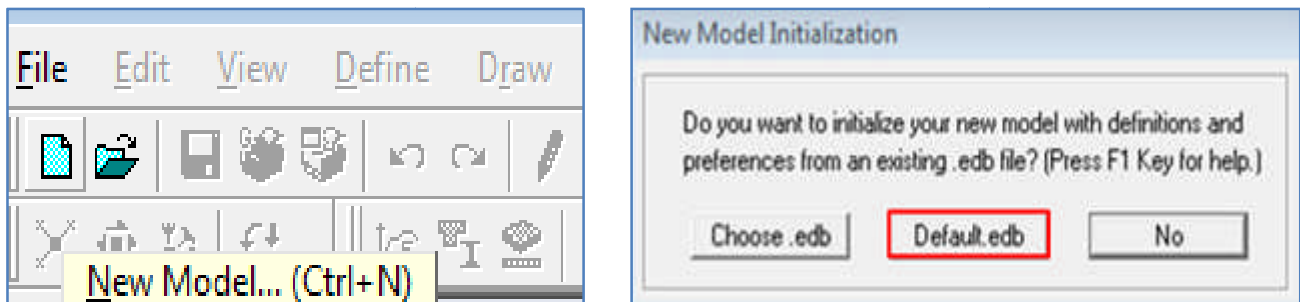 File Edit View Define Draw
New Model... (Ctrl+N)
New Model Initialization
Do you want to initialize your new model with definitions and
preferences from an existing .edb file? (Press F1 Key for help.)
Choose .edb Default.edb No